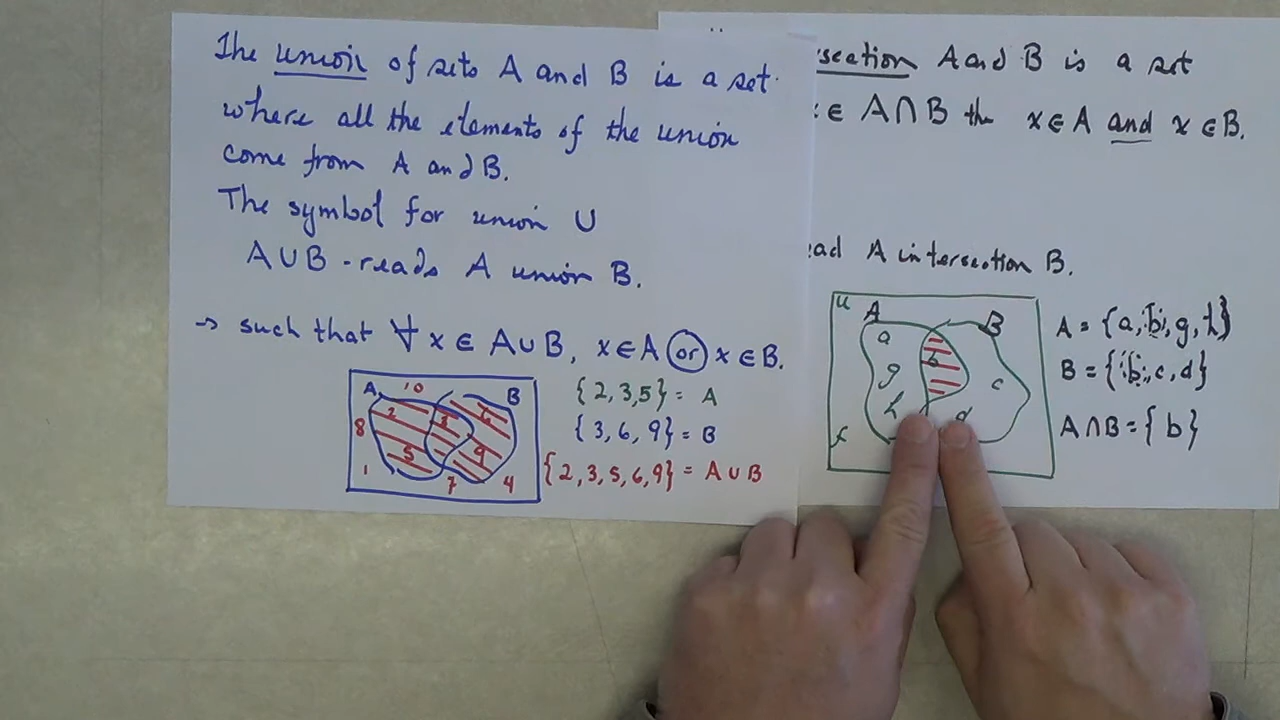 The union of sets A and B is a set
where all the elements of the union
come from A and B.
The symbol for union ∪
A∪B - reads A union B.
→ such that ∀ x ∈ A∪B, x∈A or x∈B.
A 10 B
2 3 6
8 5 9
1 7 4
{2,3,5} = A
{3,6,9} = B
{2,3,5,6,9} = A∪B
A and B is a set
x ∈ A∩B the x∈A and x∈B.
A intersection B.
U A B
a b
g c
h d
f
A = {a, b, g, h}
B = {b, c, d}
A∩B = {b}